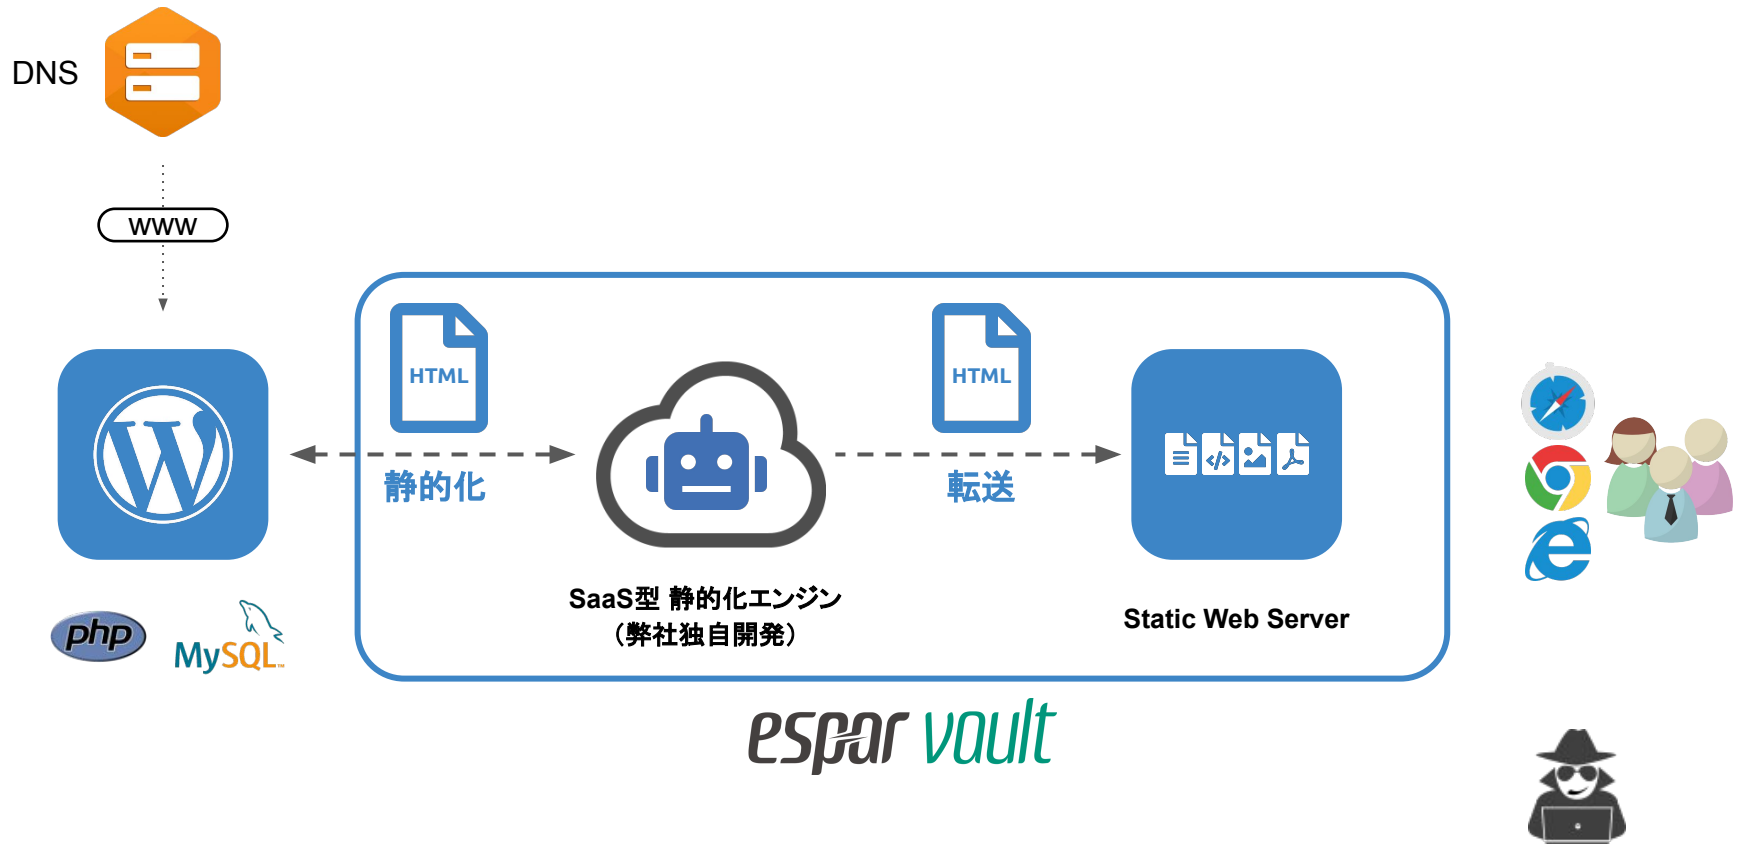 DNS
www
HTML
HTML
静的化
転送
SaaS型 静的化エンジン
（弊社独自開発）
Static Web Server
php
MySQL™
espar vault